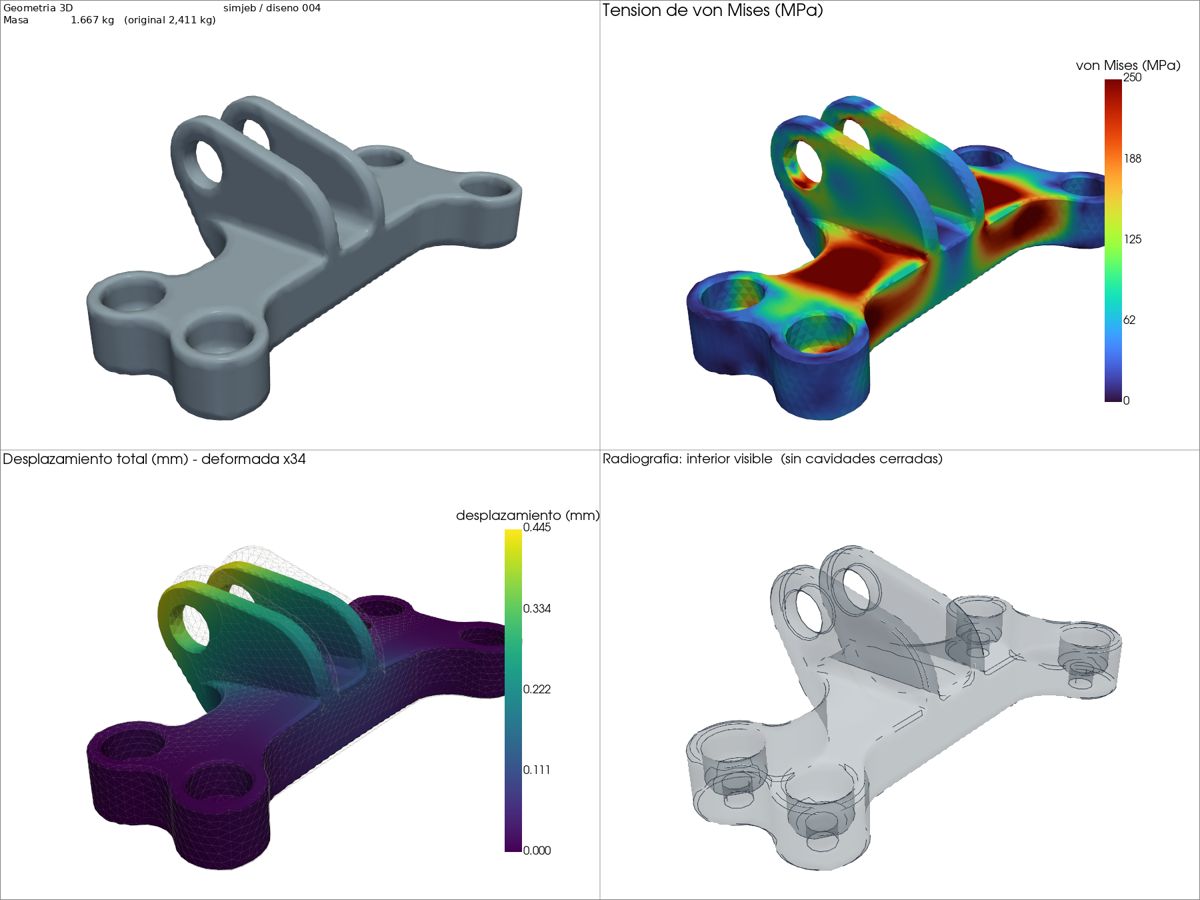 Geometria 3D
simjeb / diseno 004
Masa 1.667 kg (original 2,411 kg)
Tension de von Mises (MPa)
von Mises (MPa)
250
188
125
62
0
Desplazamiento total (mm) - deformada x34
desplazamiento (mm)
0.445
0.334
0.222
0.111
0.000
Radiografia: interior visible (sin cavidades cerradas)